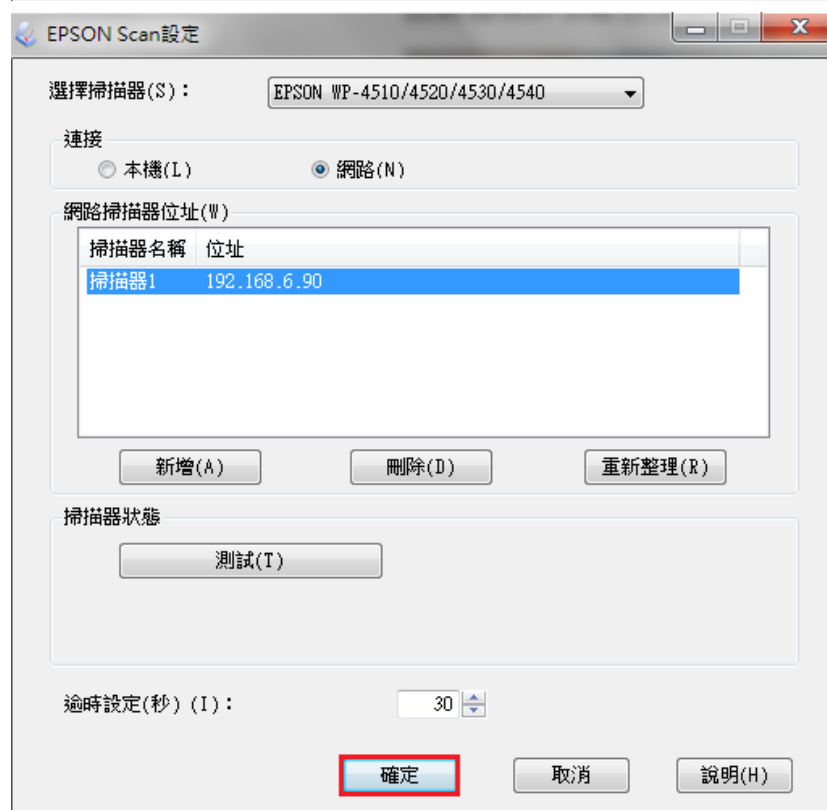 EPSON Scan設定
選擇掃描器(S)： EPSON WP-4510/4520/4530/4540
連接
本機(L) 網路(N)
網路掃描器位址(W)
掃描器名稱 位址
掃描器1 192.168.6.90
新增(A) 刪除(D) 重新整理(R)
掃描器狀態
測試(T)
逾時設定(秒) (I)： 30
確定 取消 說明(H)